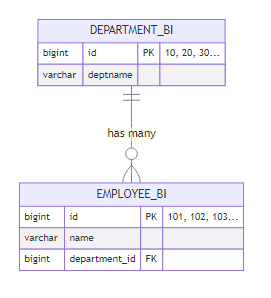 DEPARTMENT_BI
bigint id PK 10, 20, 30...
varchar deptname
has many
EMPLOYEE_BI
bigint id PK 101, 102, 103...
varchar name
bigint department_id FK